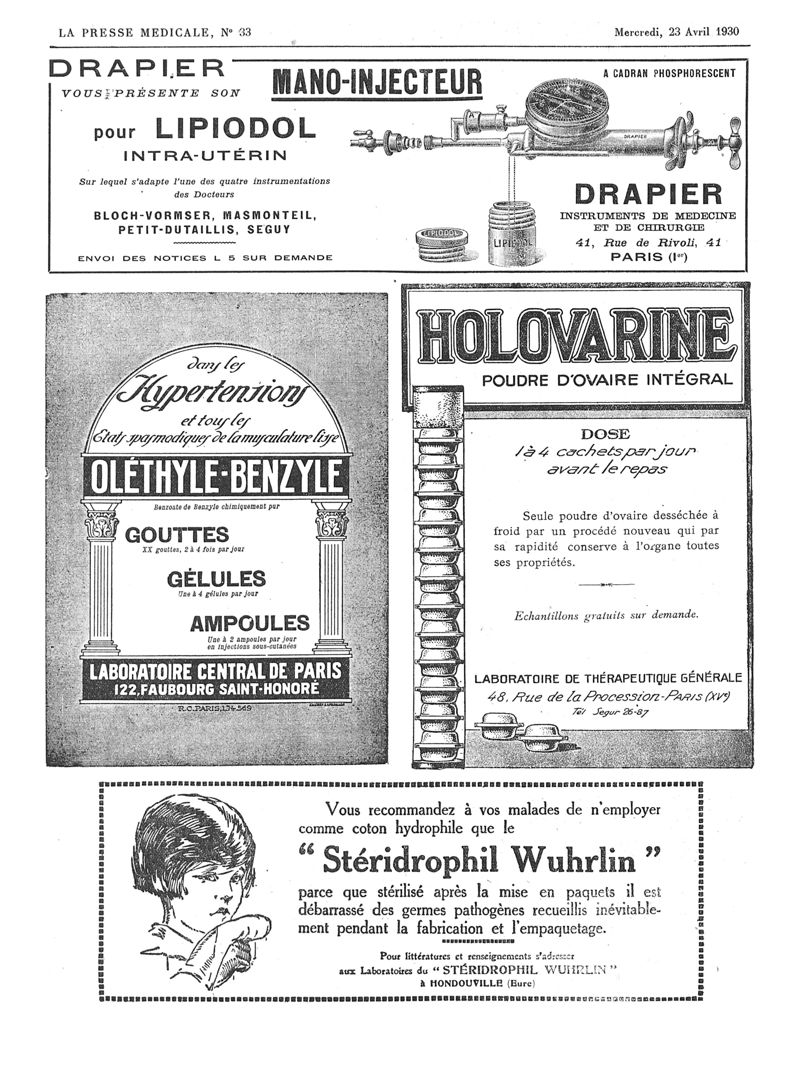 LA PRESSE MEDICALE, N° 33
Mercredi, 23 Avril 1930
DRAPIER
VOUS PRÉSENTE SON
MANO-INJECTEUR
A CADRAN PHOSPHORESCENT
pour LIPIODOL
INTRA-UTÉRIN
Sur lequel s'adapte l'une des quatre instrumentations
des Docteurs
BLOCH-VORMSER, MASMONTEIL,
PETIT-DUTAILLIS, SEGUY
ENVOI DES NOTICES L 5 SUR DEMANDE
DRAPIER
LIPIODOL
LIPIODOL
DRAPIER
INSTRUMENTS DE MEDECINE
ET DE CHIRURGIE
41, Rue de Rivoli, 41
PARIS (Ier)
dans les
Hypertensions
et tous les
Etats spasmodiques de la musculature lisse
OLÉTHYLE-BENZYLE
Benzoate de Benzyle chimiquement pur
GOUTTES
XX gouttes, 2 à 4 fois par jour
GÉLULES
Une à 4 gélules par jour
AMPOULES
Une à 2 ampoules par jour
en injections sous-cutanées
LABORATOIRE CENTRAL DE PARIS
122, FAUBOURG SAINT-HONORÉ
R.C. PARIS, 134.569
HOLOVARINE
POUDRE D'OVAIRE INTÉGRAL
DOSE
1 à 4 cachets par jour
avant le repas
Seule poudre d'ovaire desséchée à
froid par un procédé nouveau qui par
sa rapidité conserve à l'organe toutes
ses propriétés.
Echantillons gratuits sur demande.
LABORATOIRE DE THÉRAPEUTIQUE GÉNÉRALE
48, Rue de la Procession-PARIS (XVe)
Tél Segur 26-87
Vous recommandez à vos malades de n'employer
comme coton hydrophile que le
“ Stéridrophil Wuhrlin ”
parce que stérilisé après la mise en paquets il est
débarrassé des germes pathogènes recueillis inévitable-
ment pendant la fabrication et l'empaquetage.
Pour littératures et renseignements s'adresser
aux Laboratoires du “ STÉRIDROPHIL WUHRLIN ”
à HONDOUVILLE (Eure)